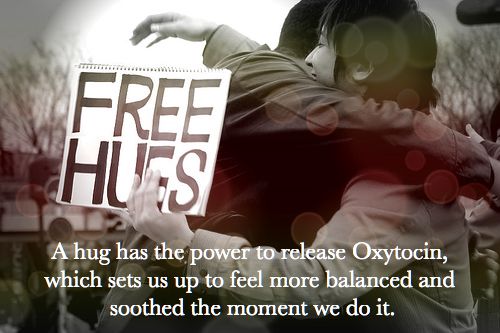 FREE
HUGS
A hug has the power to release Oxytocin,
which sets us up to feel more balanced and
soothed the moment we do it.